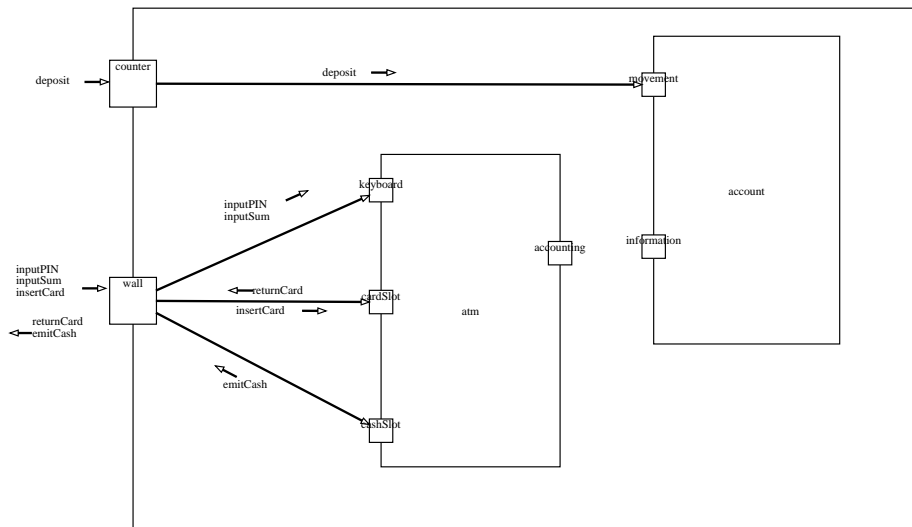 counter
deposit
deposit
movement
keyboard
account
inputPIN
inputSum
accounting
information
inputPIN
inputSum
insertCard
wall
returnCard
insertCard
cardSlot
atm
returnCard
emitCash
emitCash
cashSlot